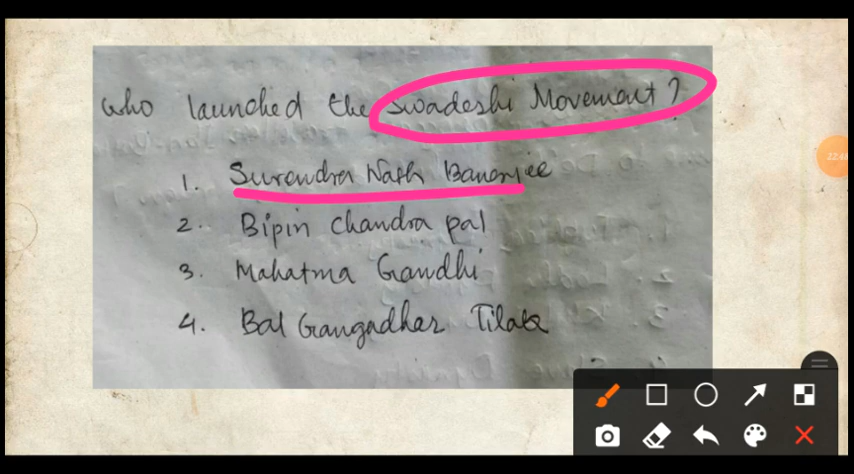 Who launched the Swadeshi Movement?
1. Surendra Nath Banerjee
2. Bipin Chandra pal
3. Mahatma Gandhi
4. Bal Gangadhar Tilak